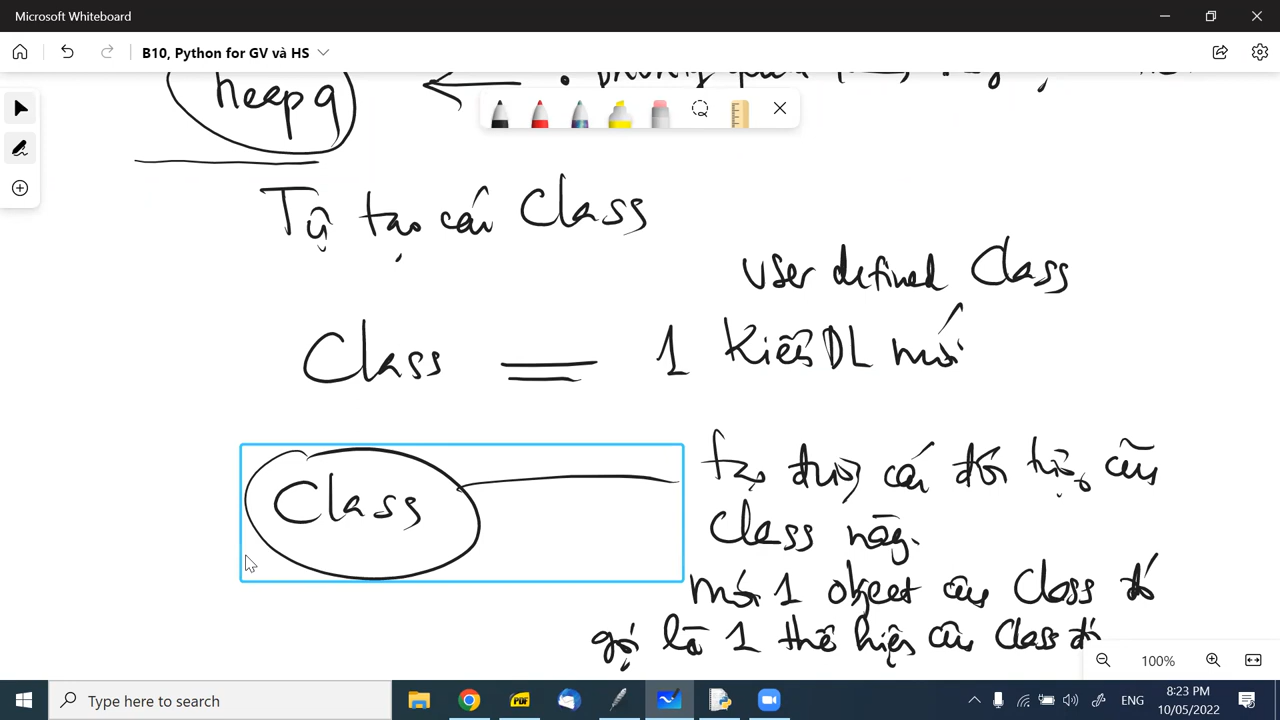 Microsoft Whiteboard
B10, Python for GV và HS
heapq
Tự tạo các Class
user defined Class
Class = 1 Kiểu DL mới
Class
tạo được các đối tượng của
Class này.
mỗi 1 object của Class đó
gọi là 1 thể hiện của Class đó
100%
Type here to search
PDF
ENG
8:23 PM
10/05/2022